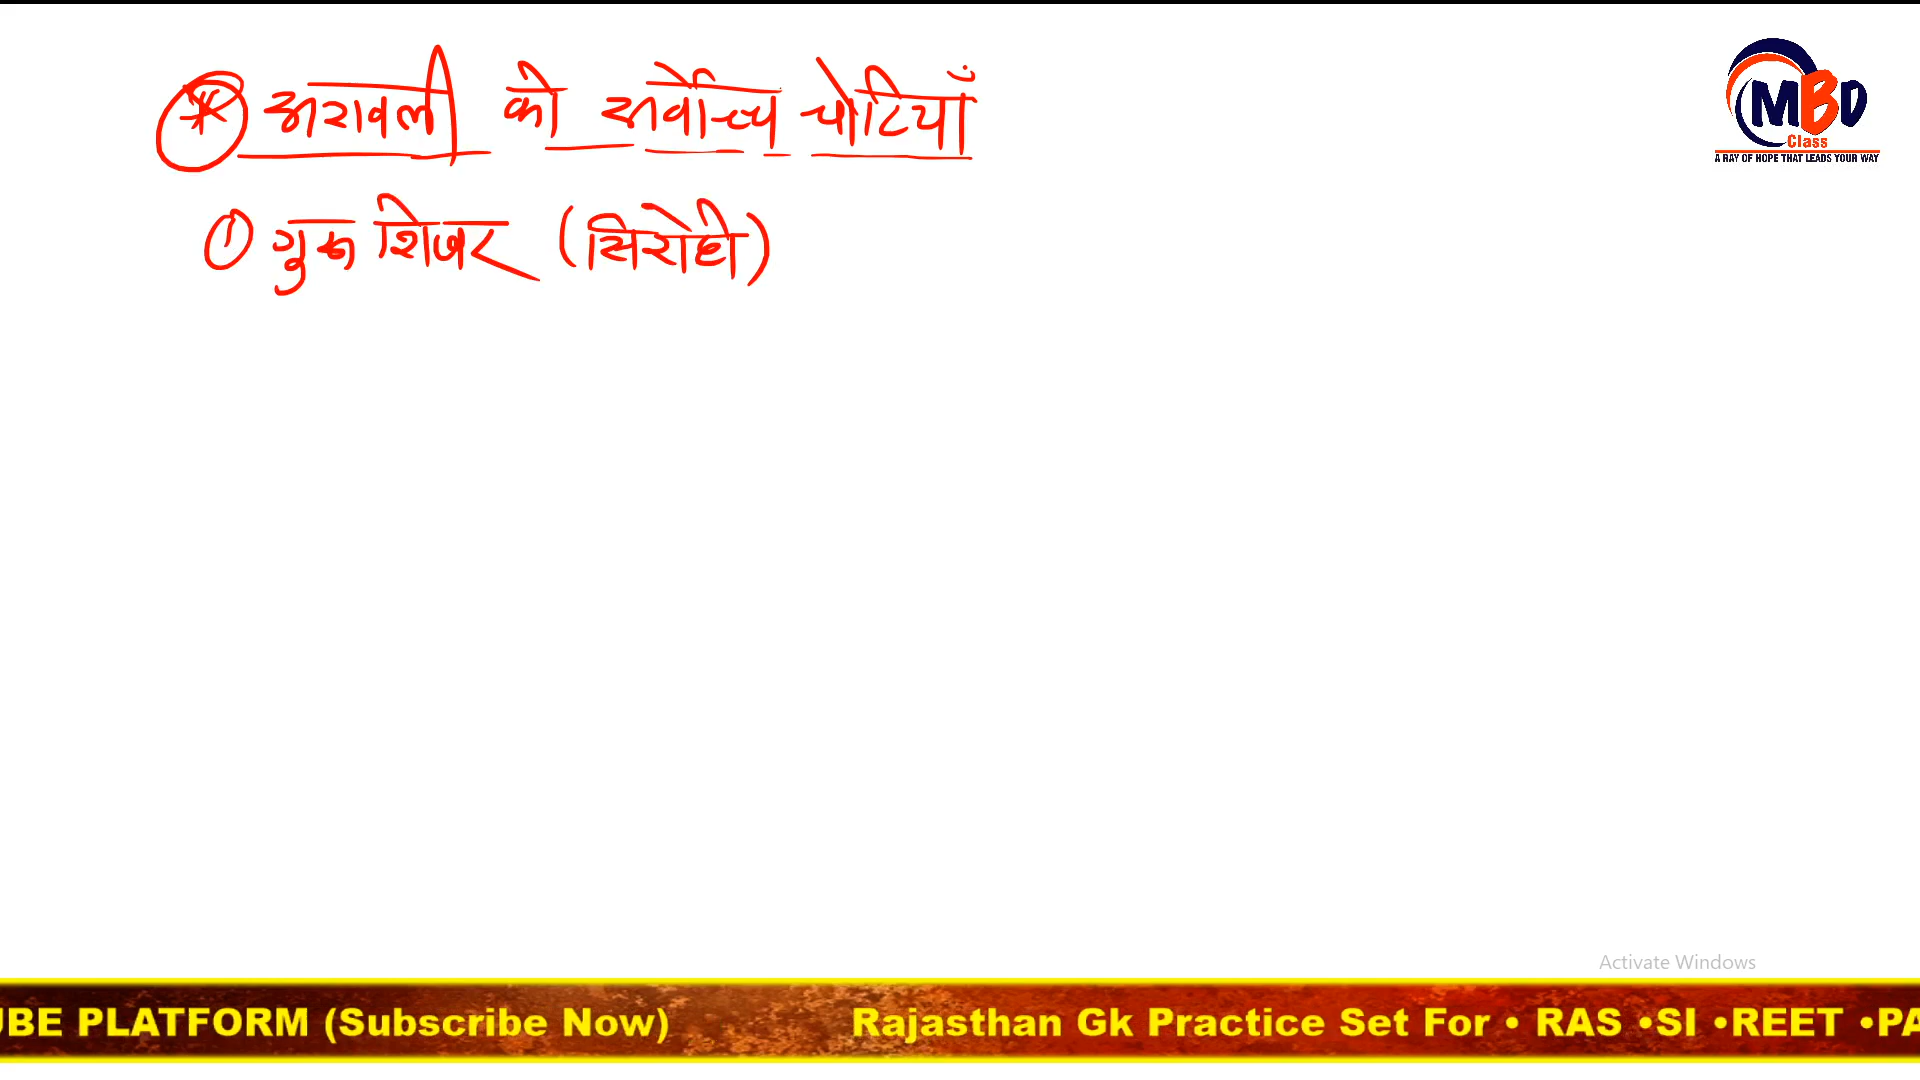 * अरावली की सर्वोच्च चोटियाँ
MBD
Class
A RAY OF HOPE THAT LEADS YOUR WAY
① गुरु शिखर (सिरोही)
Activate Windows
UBE PLATFORM (Subscribe Now) Rajasthan Gk Practice Set For • RAS •SI •REET •PA